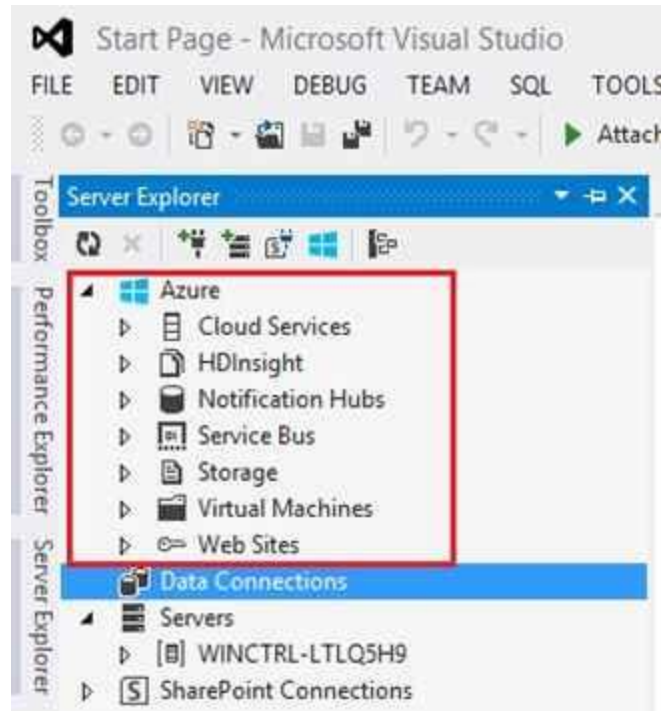 Start Page - Microsoft Visual Studio
FILE EDIT VIEW DEBUG TEAM SQL TOOLS
Attach
Toolbox
Performance Explorer
Server Explorer
Server Explorer
Azure
Cloud Services
HDInsight
Notification Hubs
Service Bus
Storage
Virtual Machines
Web Sites
Data Connections
Servers
WINCTRL-LTLQ5H9
SharePoint Connections